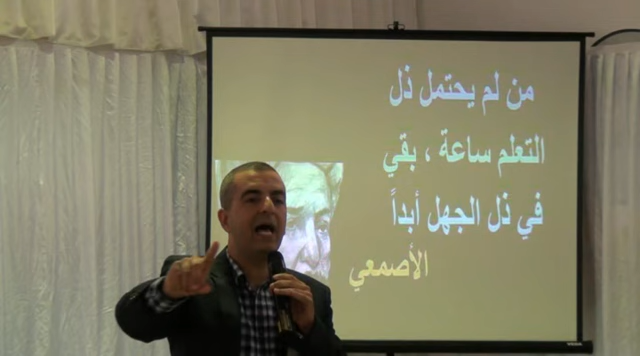 من لم يحتمل ذل
التعلم ساعة ، بقي
في ذل الجهل أبداً
الأصمعي